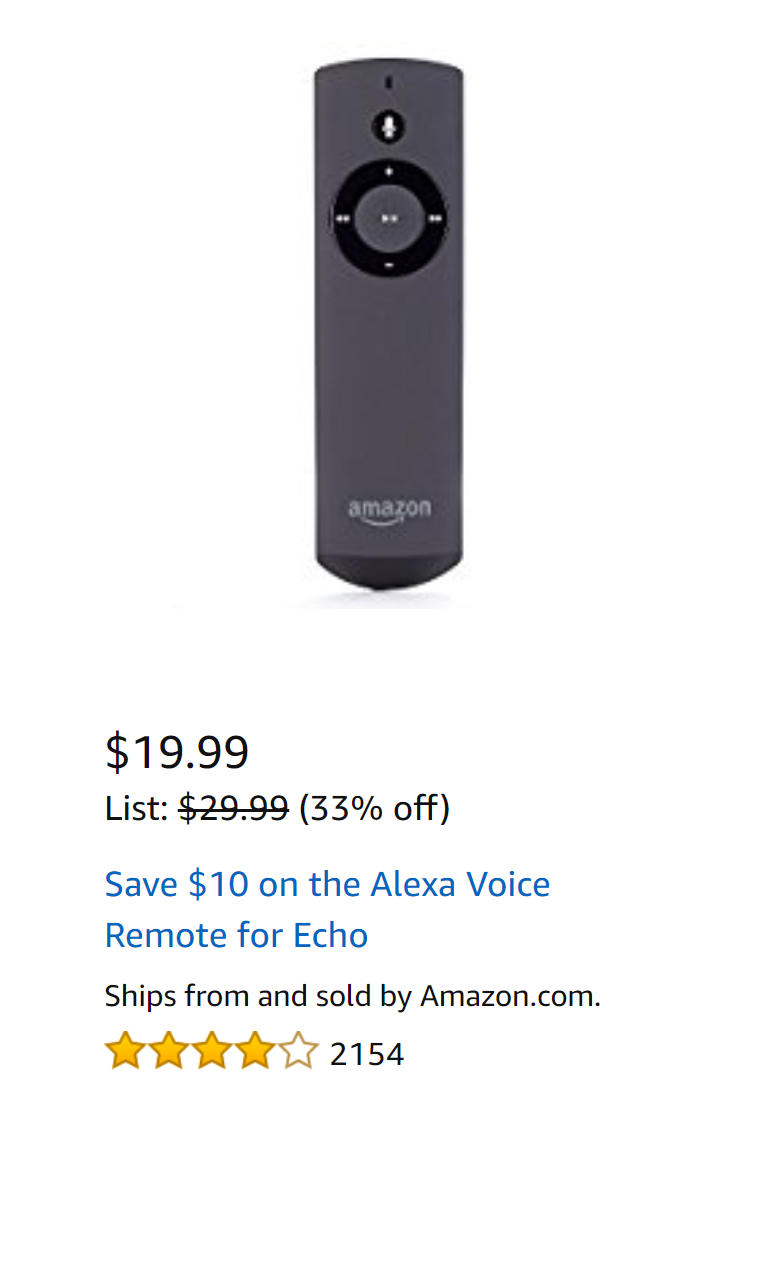 amazon
$19.99
List: $29.99 (33% off)
Save $10 on the Alexa Voice
Remote for Echo
Ships from and sold by Amazon.com.
2154